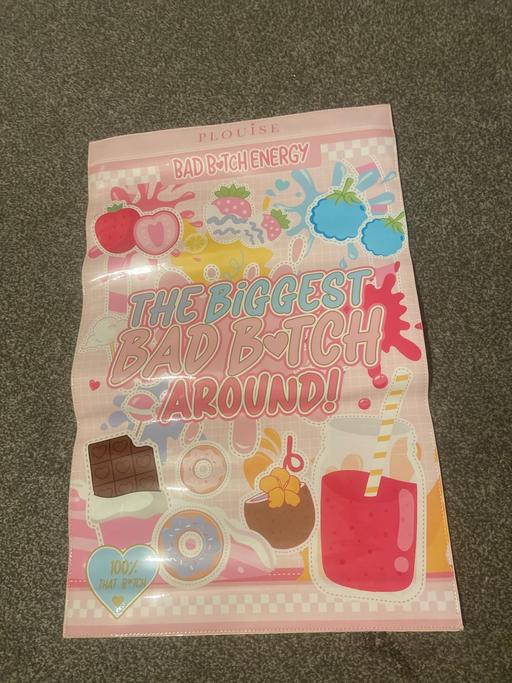 PLOUiSE
BAD B♥TCH ENERGY
THE BiGGEST
BAD B♥TCH
AROUND!
100%
THAT B*TCH